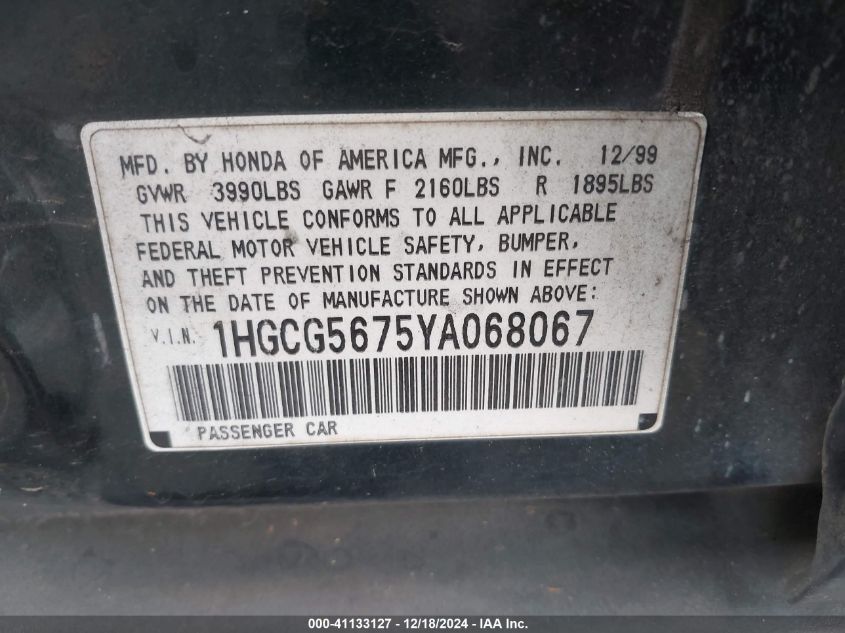 MFD. BY HONDA OF AMERICA MFG., INC. 12/99
GVWR 3990LBS GAWR F 2160LBS R 1895LBS
THIS VEHICLE CONFORMS TO ALL APPLICABLE
FEDERAL MOTOR VEHICLE SAFETY, BUMPER,
AND THEFT PREVENTION STANDARDS IN EFFECT
ON THE DATE OF MANUFACTURE SHOWN ABOVE:
V.I.N. 1HGCG5675YA068067
PASSENGER CAR
000-41133127 - 12/18/2024 - IAA Inc.